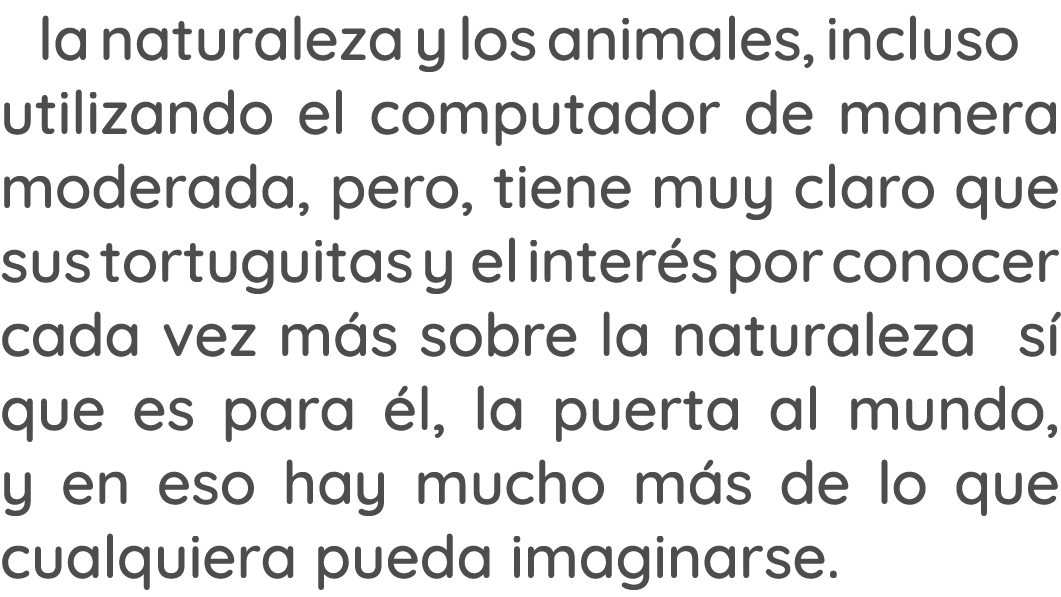 la naturaleza y los animales, incluso
utilizando el computador de manera
moderada, pero, tiene muy claro que
sus tortuguitas y el interés por conocer
cada vez más sobre la naturaleza sí
que es para él, la puerta al mundo,
y en eso hay mucho más de lo que
cualquiera pueda imaginarse.